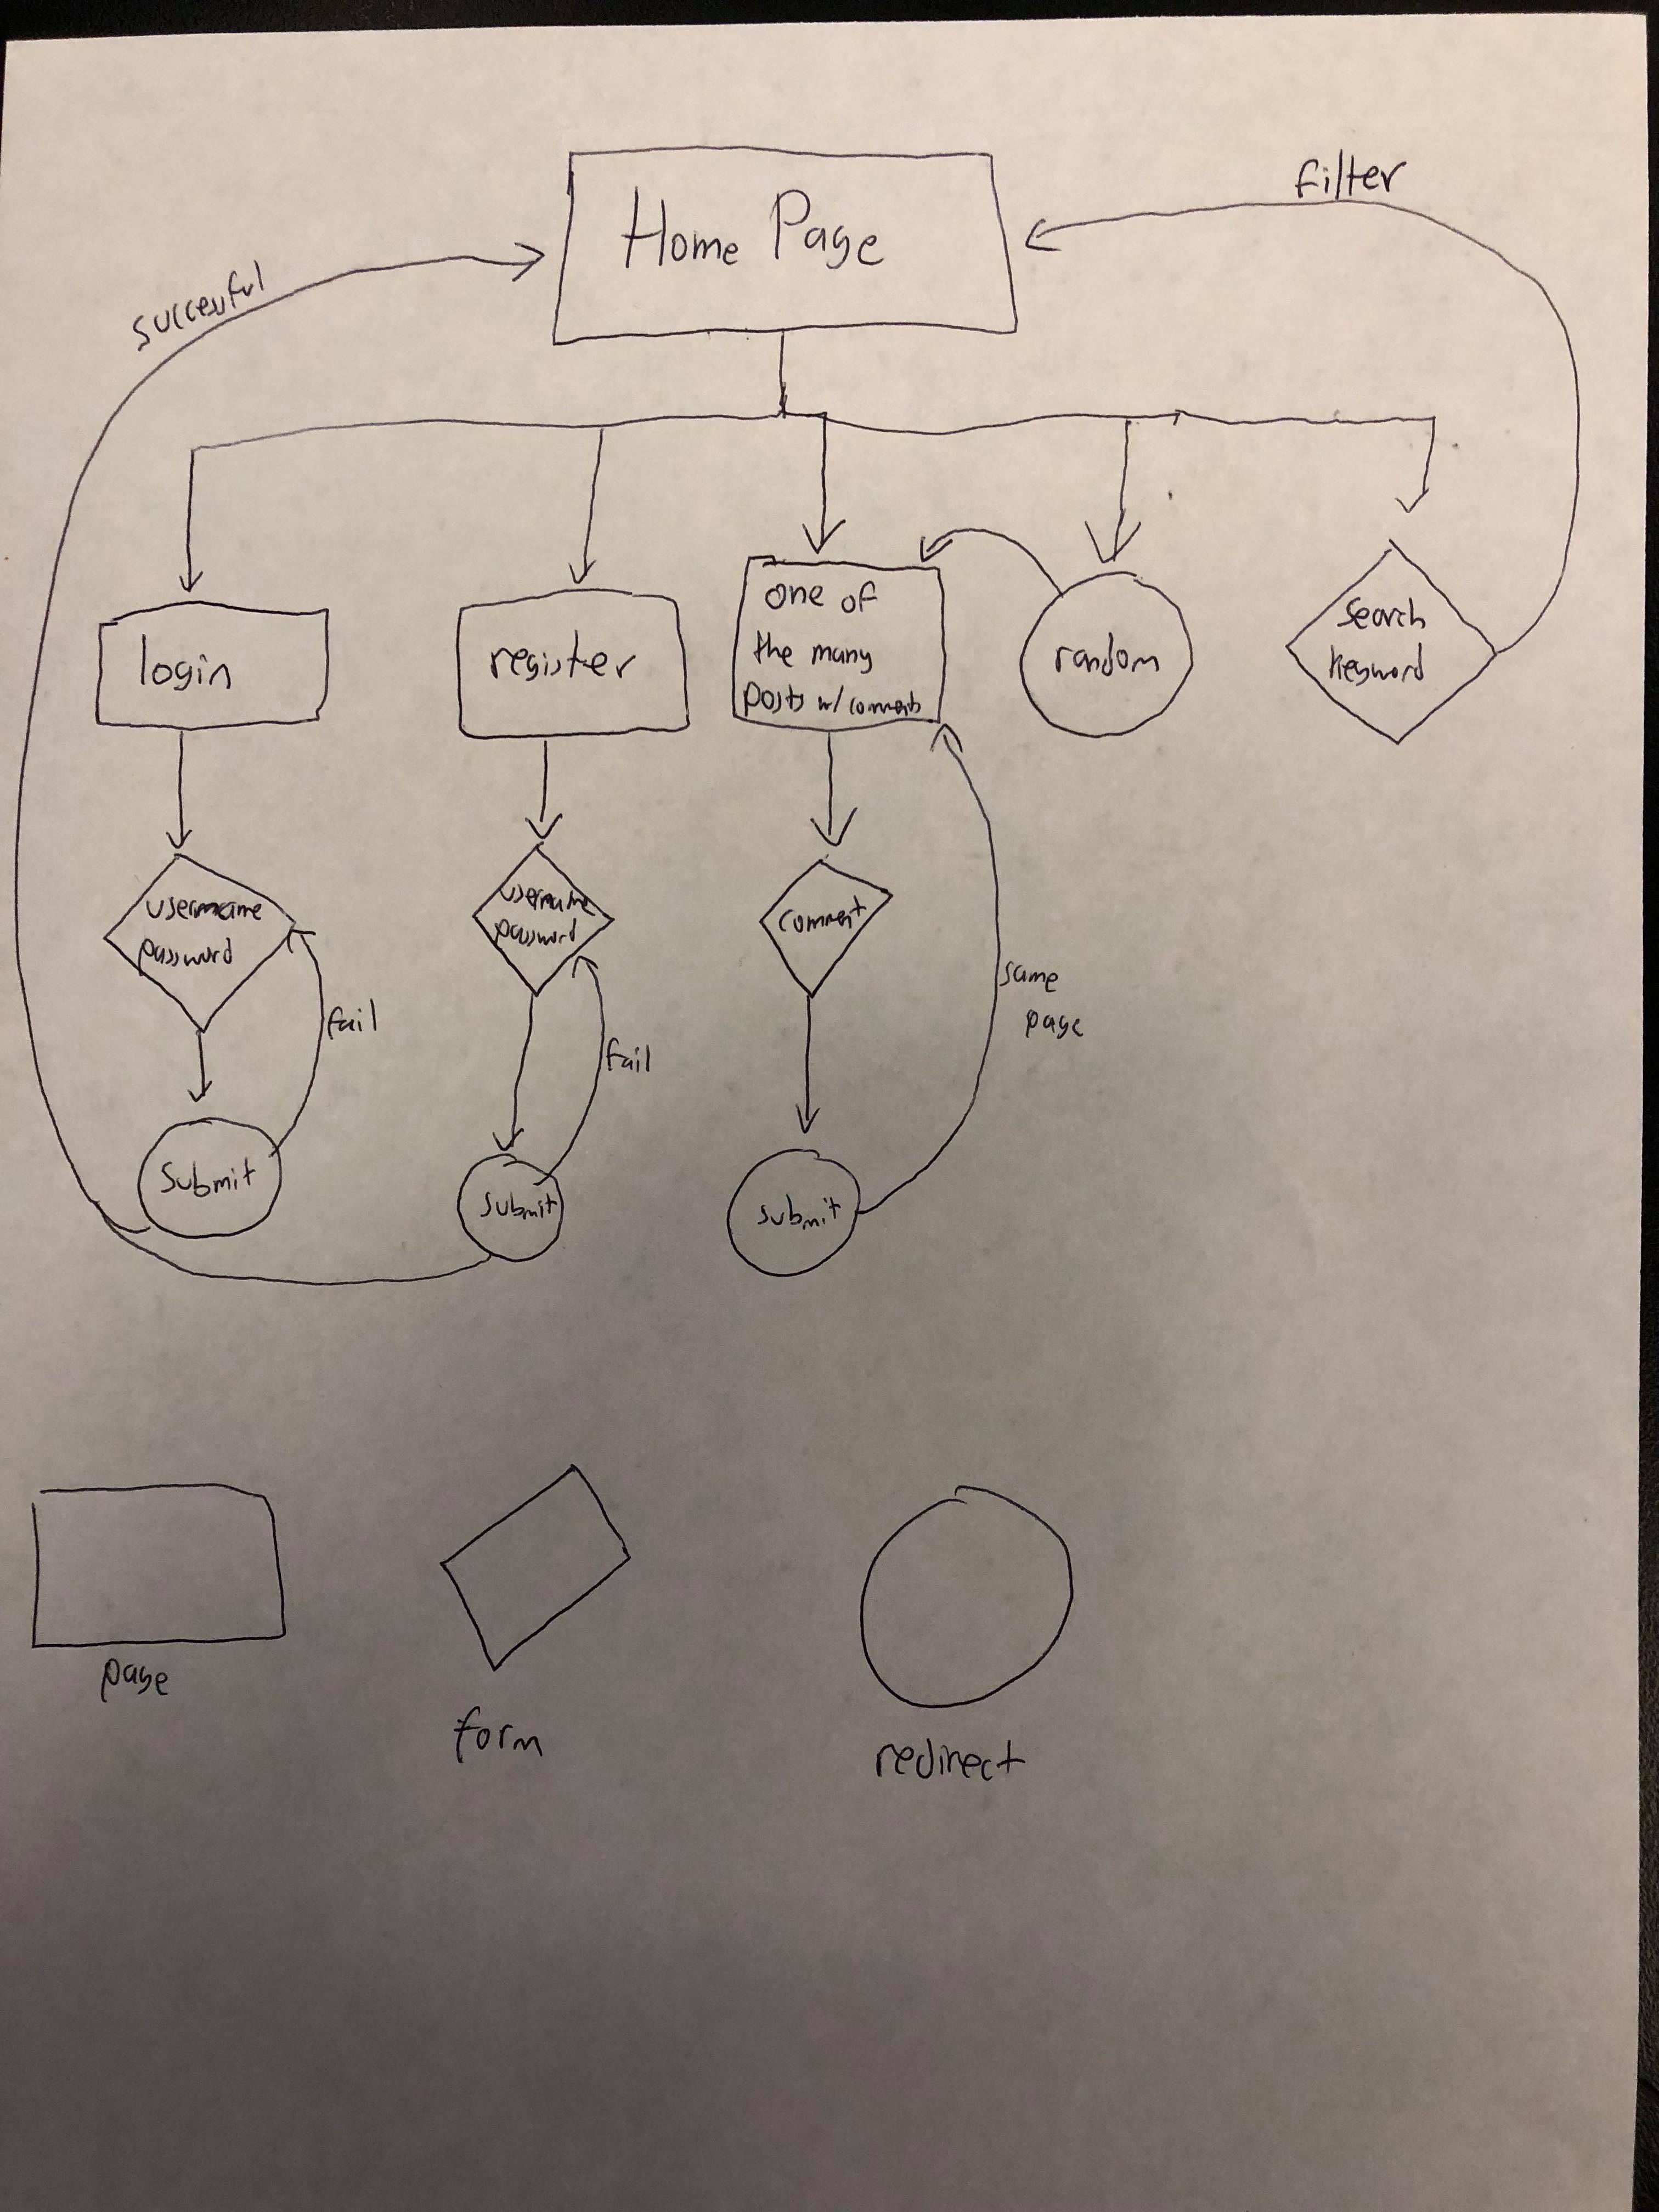 filter
Home Page
succesful
login
register
one of
the many
posts w/ comments
random
search
keyword
username
password
username
password
comment
fail
fail
same
page
submit
submit
submit
page
form
redirect